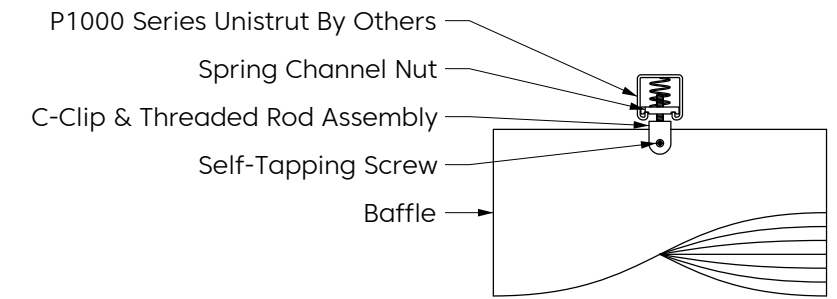 P1000 Series Unistrut By Others
Spring Channel Nut
C-Clip & Threaded Rod Assembly
Self-Tapping Screw
Baffle